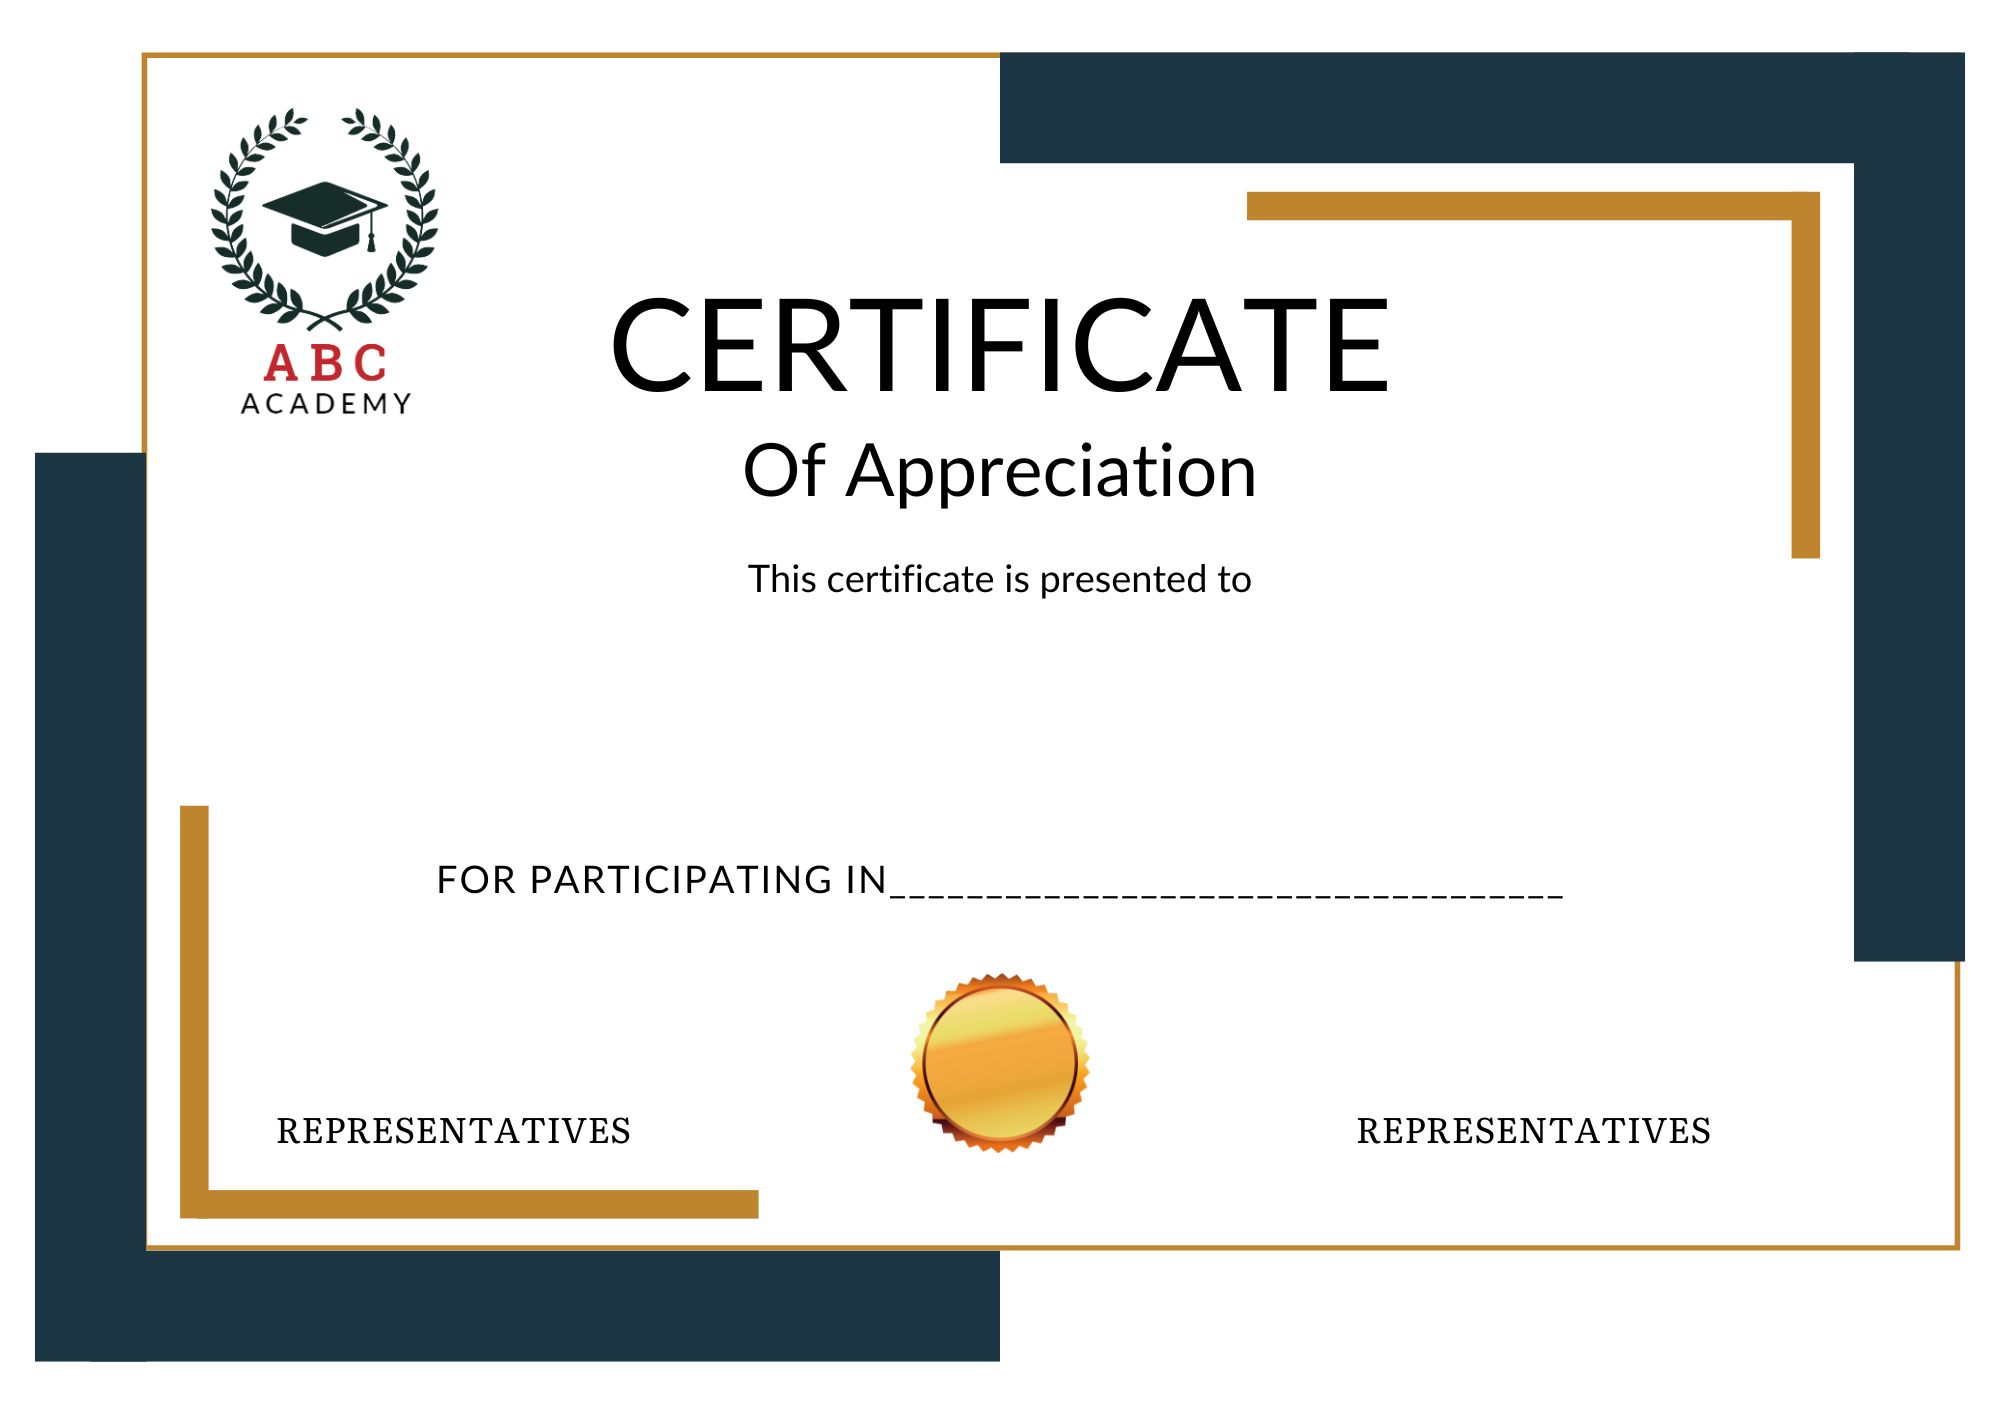 ABC
ACADEMY
CERTIFICATE
Of Appreciation
This certificate is presented to
FOR PARTICIPATING IN___________________________________
REPRESENTATIVES
REPRESENTATIVES